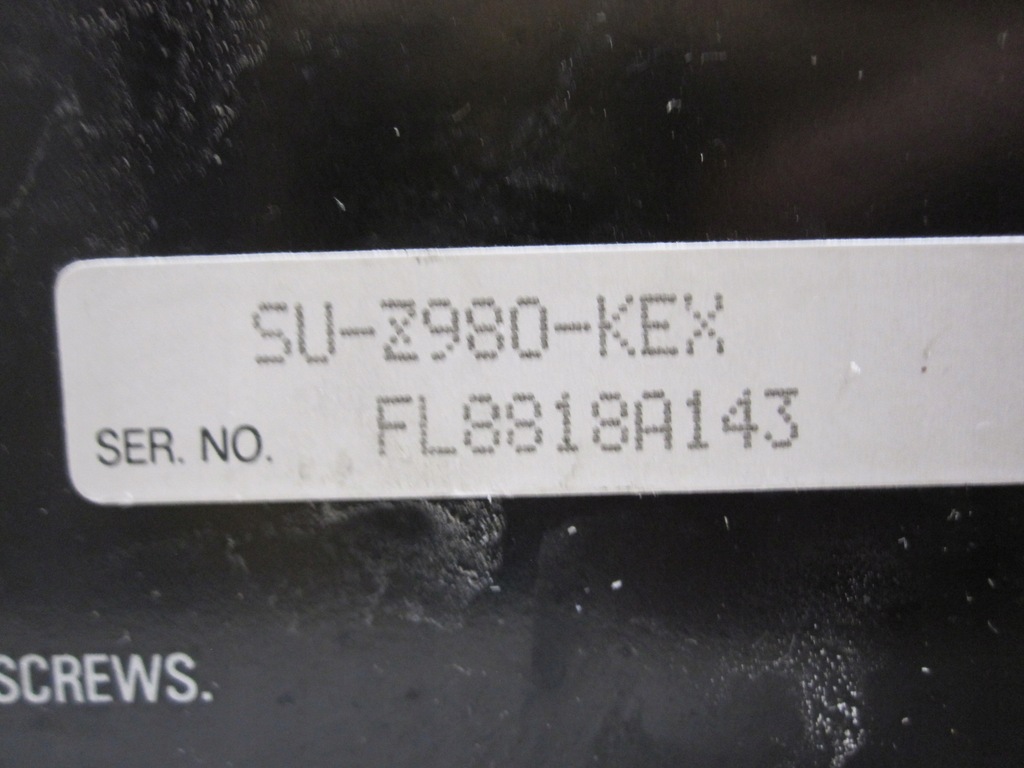 SU-Z980-KEX
SER. NO. FL8818A143
SCREWS.